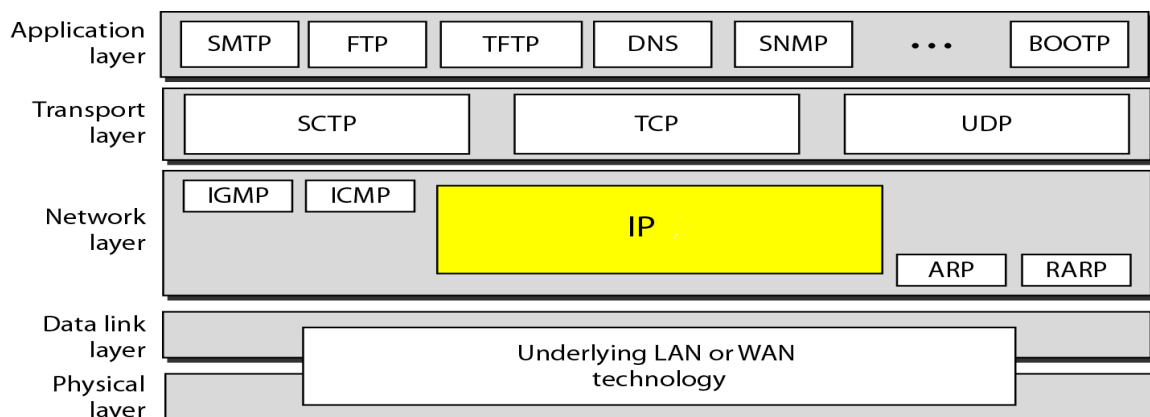 Application
layer
SMTP FTP TFTP DNS SNMP ... BOOTP
Transport
layer
SCTP TCP UDP
Network
layer
IGMP ICMP
IP
ARP RARP
Data link
layer
Underlying LAN or WAN
technology
Physical
layer